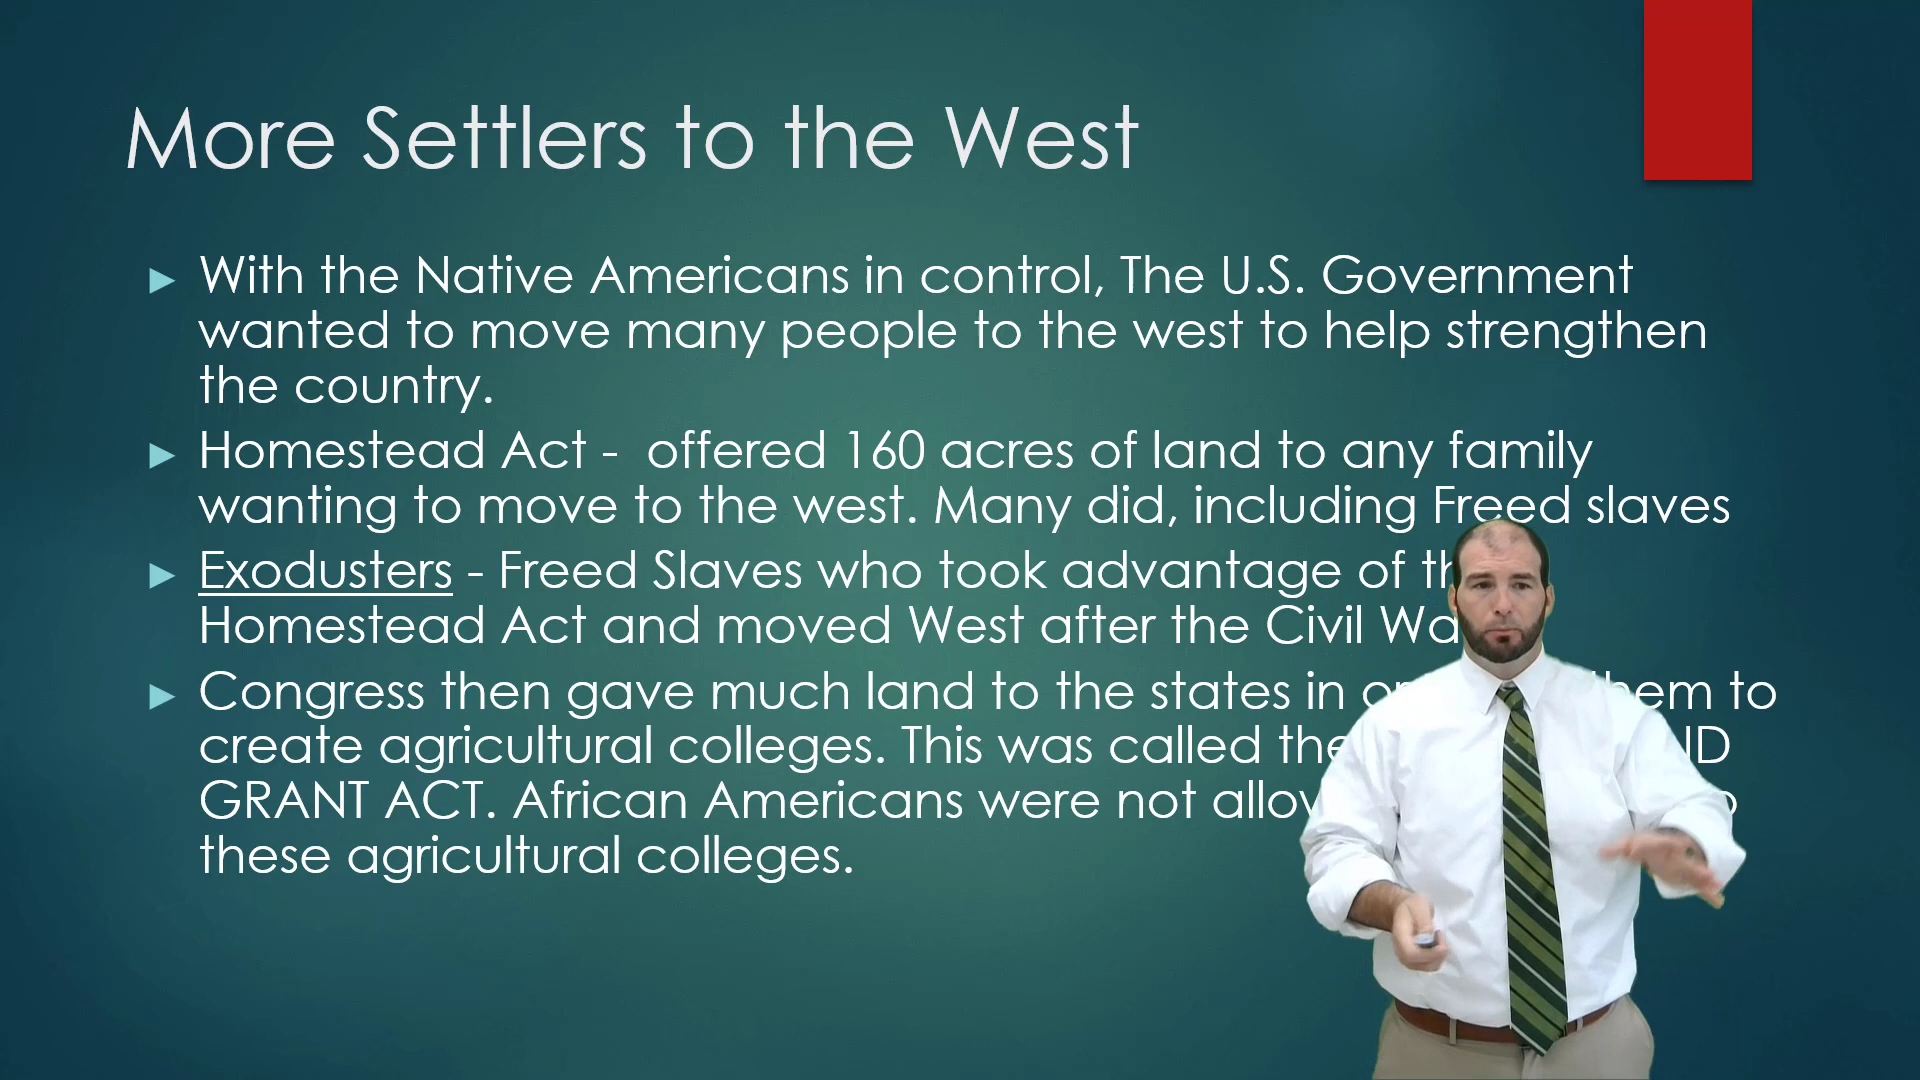 More Settlers to the West
With the Native Americans in control, The U.S. Government
wanted to move many people to the west to help strengthen
the country.
Homestead Act - offered 160 acres of land to any family
wanting to move to the west. Many did, including Freed slaves
Exodusters - Freed Slaves who took advantage of
Homestead Act and moved West after the Civil
Congress then gave much land to the states in to
create agricultural colleges. This was called
GRANT ACT. African Americans were not
these agricultural colleges.